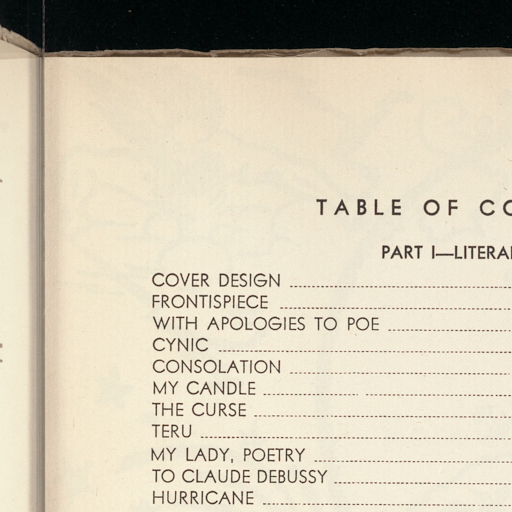 TABLE OF CO
PART I—LITERA
COVER DESIGN
FRONTISPIECE
WITH APOLOGIES TO POE
CYNIC
CONSOLATION
MY CANDLE
THE CURSE
TERU
MY LADY, POETRY
TO CLAUDE DEBUSSY
HURRICANE